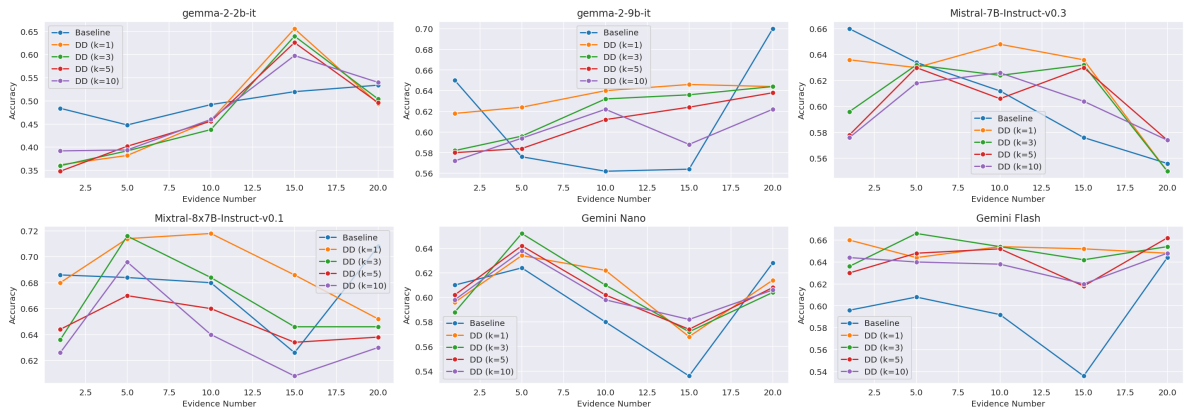 gemma-2-2b-it
Accuracy
0.65
0.60
0.55
0.50
0.45
0.40
0.35
Baseline
DD (k=1)
DD (k=3)
DD (k=5)
DD (k=10)
2.5 5.0 7.5 10.0 12.5 15.0 17.5 20.0
Evidence Number
gemma-2-9b-it
Accuracy
0.70
0.68
0.66
0.64
0.62
0.60
0.58
0.56
Baseline
DD (k=1)
DD (k=3)
DD (k=5)
DD (k=10)
2.5 5.0 7.5 10.0 12.5 15.0 17.5 20.0
Evidence Number
Mistral-7B-Instruct-v0.3
Accuracy
0.66
0.64
0.62
0.60
0.58
0.56
Baseline
DD (k=1)
DD (k=3)
DD (k=5)
DD (k=10)
2.5 5.0 7.5 10.0 12.5 15.0 17.5 20.0
Evidence Number
Mixtral-8x7B-Instruct-v0.1
Accuracy
0.72
0.70
0.68
0.66
0.64
0.62
Baseline
DD (k=1)
DD (k=3)
DD (k=5)
DD (k=10)
2.5 5.0 7.5 10.0 12.5 15.0 17.5 20.0
Evidence Number
Gemini Nano
Accuracy
0.64
0.62
0.60
0.58
0.56
0.54
Baseline
DD (k=1)
DD (k=3)
DD (k=5)
DD (k=10)
2.5 5.0 7.5 10.0 12.5 15.0 17.5 20.0
Evidence Number
Gemini Flash
Accuracy
0.66
0.64
0.62
0.60
0.58
0.56
0.54
Baseline
DD (k=1)
DD (k=3)
DD (k=5)
DD (k=10)
2.5 5.0 7.5 10.0 12.5 15.0 17.5 20.0
Evidence Number